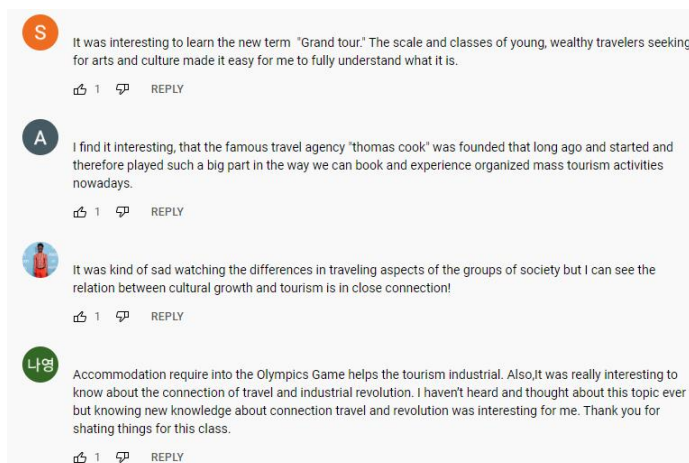 S
It was interesting to learn the new term "Grand tour." The scale and classes of young, wealthy travelers seeking
for arts and culture made it easy for me to fully understand what it is.
1 REPLY
A
I find it interesting, that the famous travel agency "thomas cook" was founded that long ago and started and
therefore played such a big part in the way we can book and experience organized mass tourism activities
nowadays.
1 REPLY
It was kind of sad watching the differences in traveling aspects of the groups of society but I can see the
relation between cultural growth and tourism is in close connection!
1 REPLY
나영
Accommodation require into the Olympics Game helps the tourism industrial. Also,It was really interesting to
know about the connection of travel and industrial revolution. I haven't heard and thought about this topic ever
but knowing new knowledge about connection travel and revolution was interesting for me. Thank you for
shating things for this class.
1 REPLY